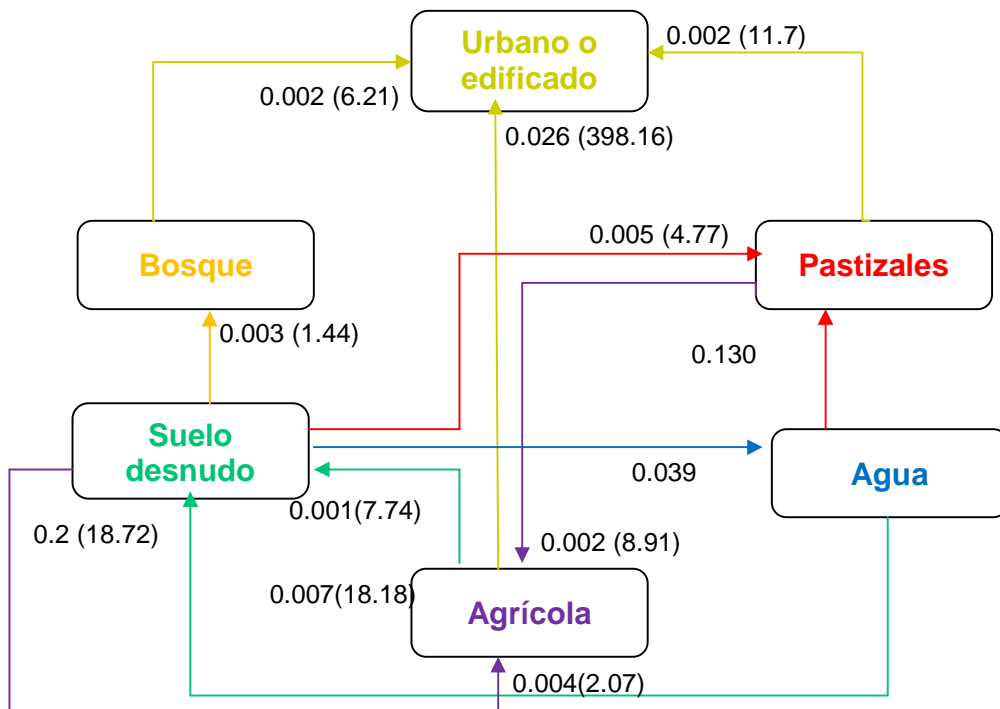 Urbano o
edificado
0.002 (11.7)
0.002 (6.21)
0.026 (398.16)
Bosque
0.005 (4.77)
Pastizales
0.003 (1.44)
0.130
Suelo
desnudo
Agua
0.039
0.001(7.74)
0.2 (18.72)
0.002 (8.91)
0.007(18.18)
Agrícola
0.004(2.07)